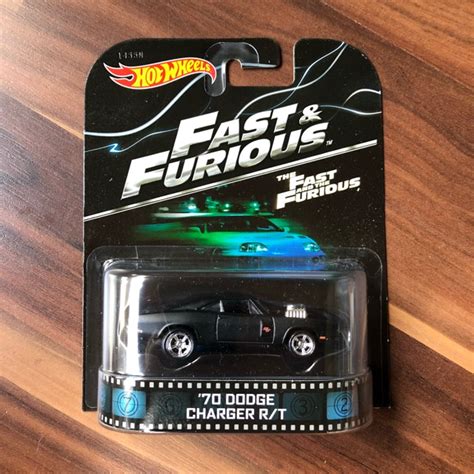 HOT WHEELS
FAST &
FURIOUS
THE FAST
AND THE
FURIOUS
'70 DODGE
CHARGER R/T